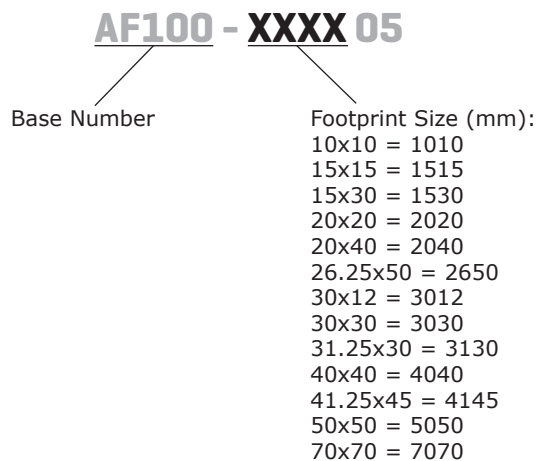 AF100 - XXXX 05
Base Number
Footprint Size (mm):
10x10 = 1010
15x15 = 1515
15x30 = 1530
20x20 = 2020
20x40 = 2040
26.25x50 = 2650
30x12 = 3012
30x30 = 3030
31.25x30 = 3130
40x40 = 4040
41.25x45 = 4145
50x50 = 5050
70x70 = 7070